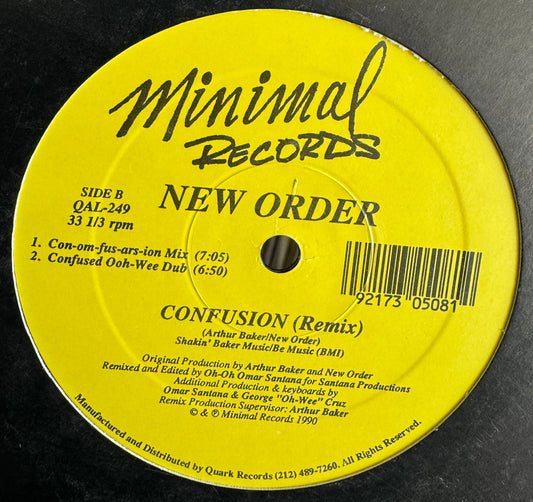 Minimal
RECORDS
NEW ORDER
SIDE B
QAL-249
33 1/3 rpm
1. Con-om-fus-ars-ion Mix (7:05)
2. Confused Ooh-Wee Dub (6:50)
92173 05081
CONFUSION (Remix)
(Arthur Baker/New Order)
Shakin' Baker Music/Be Music (BMI)
Original Production by Arthur Baker and New Order
Remixed and Edited by Oh-Oh Omar Santana for Santana Productions
Additional Production & keyboards by
Omar Santana & George "Oh-Wee" Cruz
Remix Production Supervisor: Arthur Baker
© & ℗ Minimal Records 1990
Manufactured and Distributed by Quark Records (212) 489-7260. All Rights Reserved.